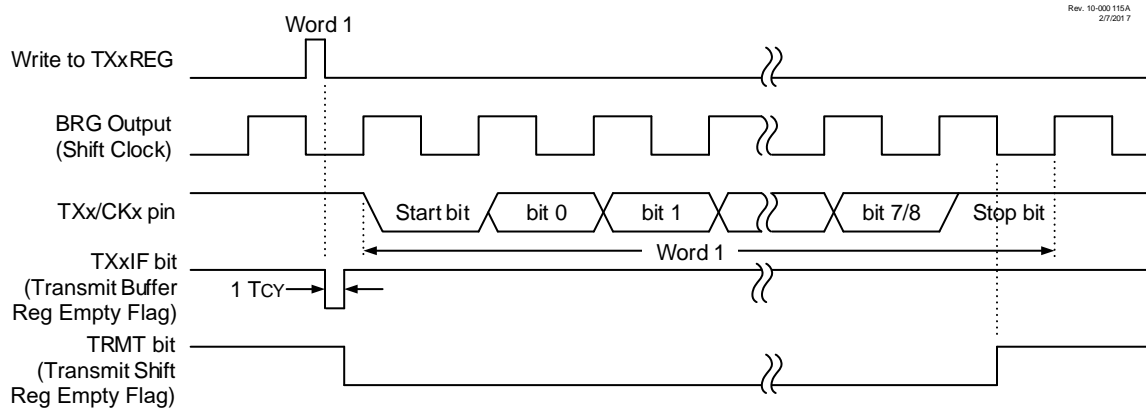 Rev. 10-000 115A
2/7/201 7
Word 1
Write to TXxREG
BRG Output
(Shift Clock)
TXx/CKx pin
Start bit
bit 0
bit 1
bit 7/8
Stop bit
Word 1
TXxIF bit
(Transmit Buffer
Reg Empty Flag)
1 TCY
TRMT bit
(Transmit Shift
Reg Empty Flag)